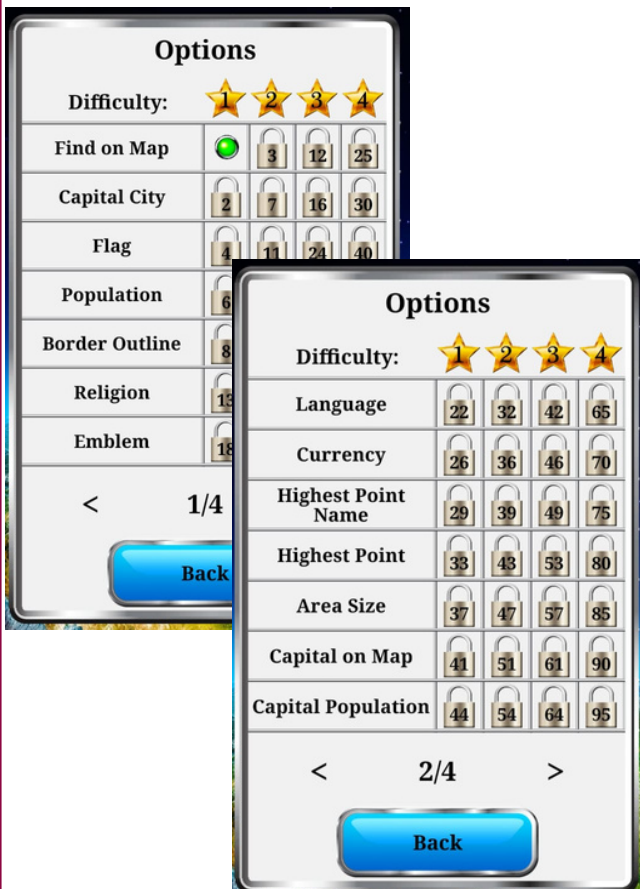 Options
Difficulty: 1 2 3 4
Find on Map 3 12 25
Capital City 2 7 16 30
Flag 4 11 24 40
Population 6
Border Outline 8
Religion 13
Emblem 18
< 1/4
Back
Options
Difficulty: 1 2 3 4
Language 22 32 42 65
Currency 26 36 46 70
Highest Point
Name 29 39 49 75
Highest Point 33 43 53 80
Area Size 37 47 57 85
Capital on Map 41 51 61 90
Capital Population 44 54 64 95
< 2/4 >
Back